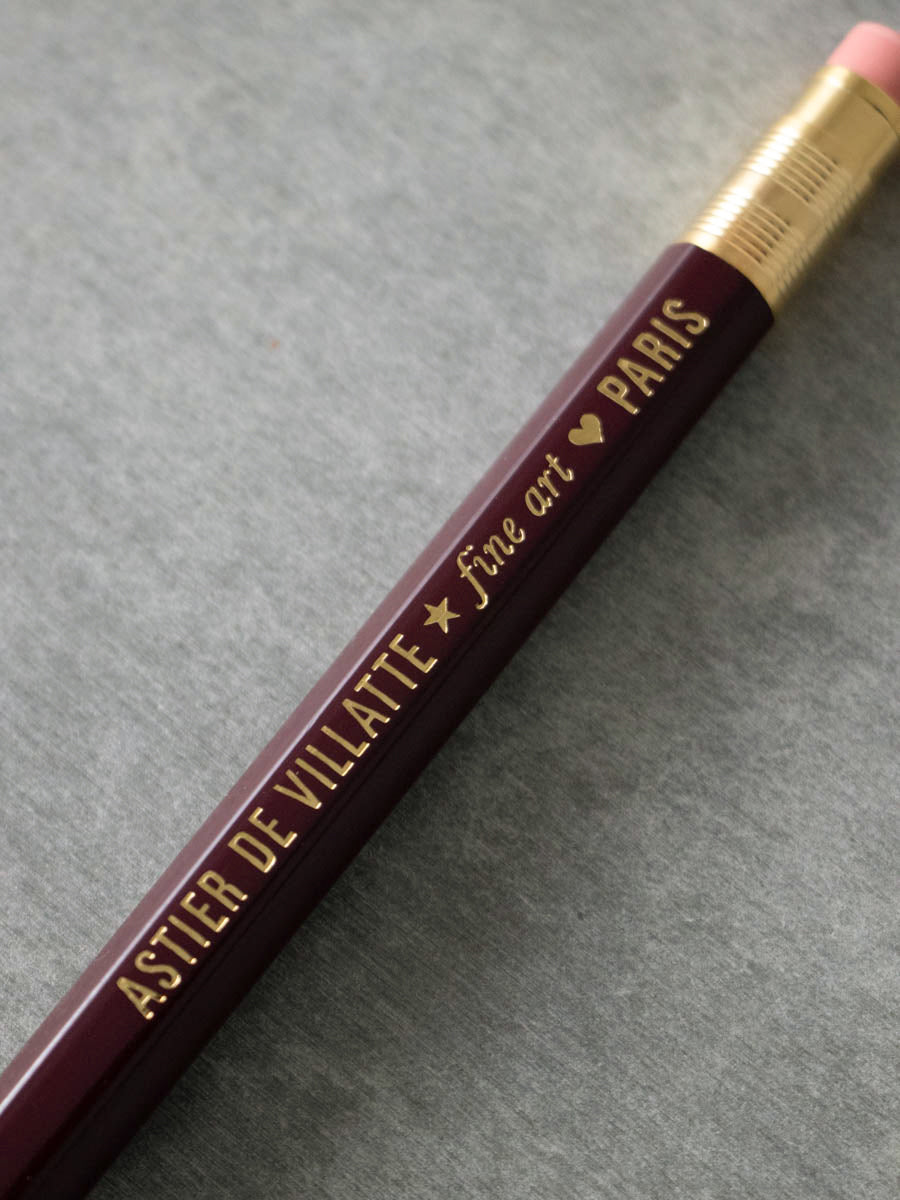 ASTIER DE VILLATTE ★ fine art ♥ PARIS